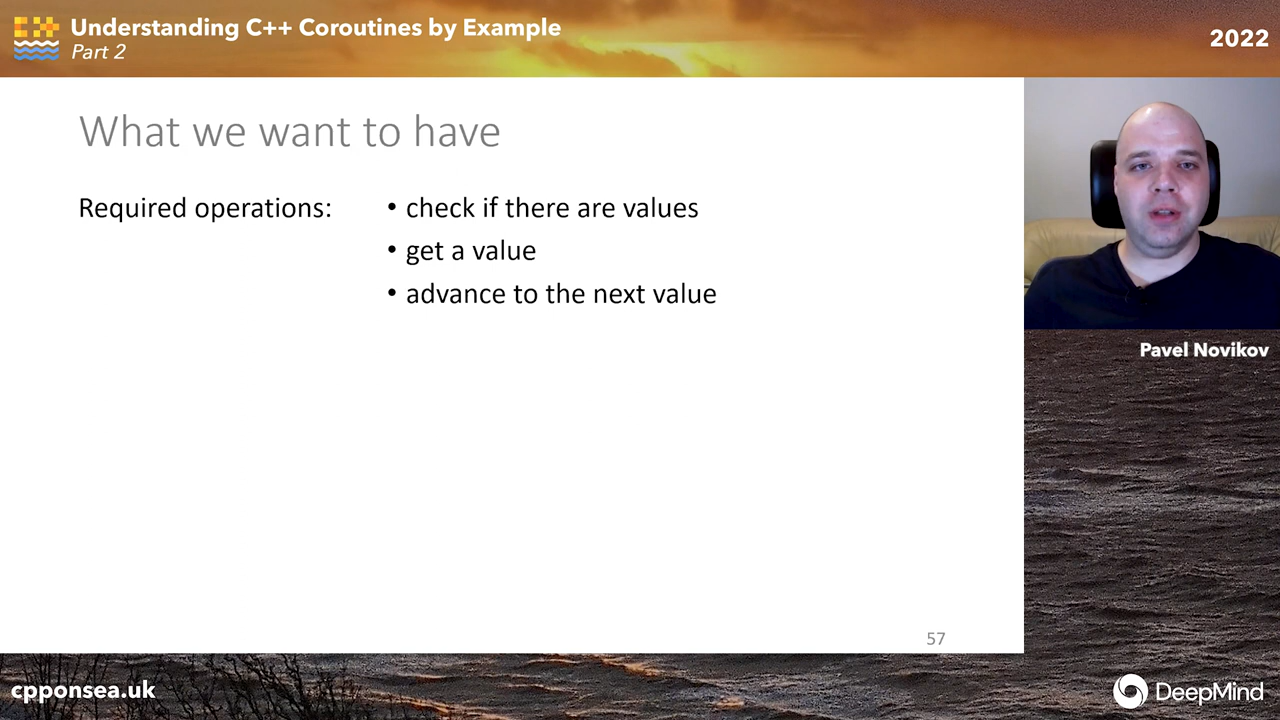 Understanding C++ Coroutines by Example
Part 2
2022
What we want to have
Required operations:
• check if there are values
• get a value
• advance to the next value
Pavel Novikov
57
cpponsea.uk
DeepMind